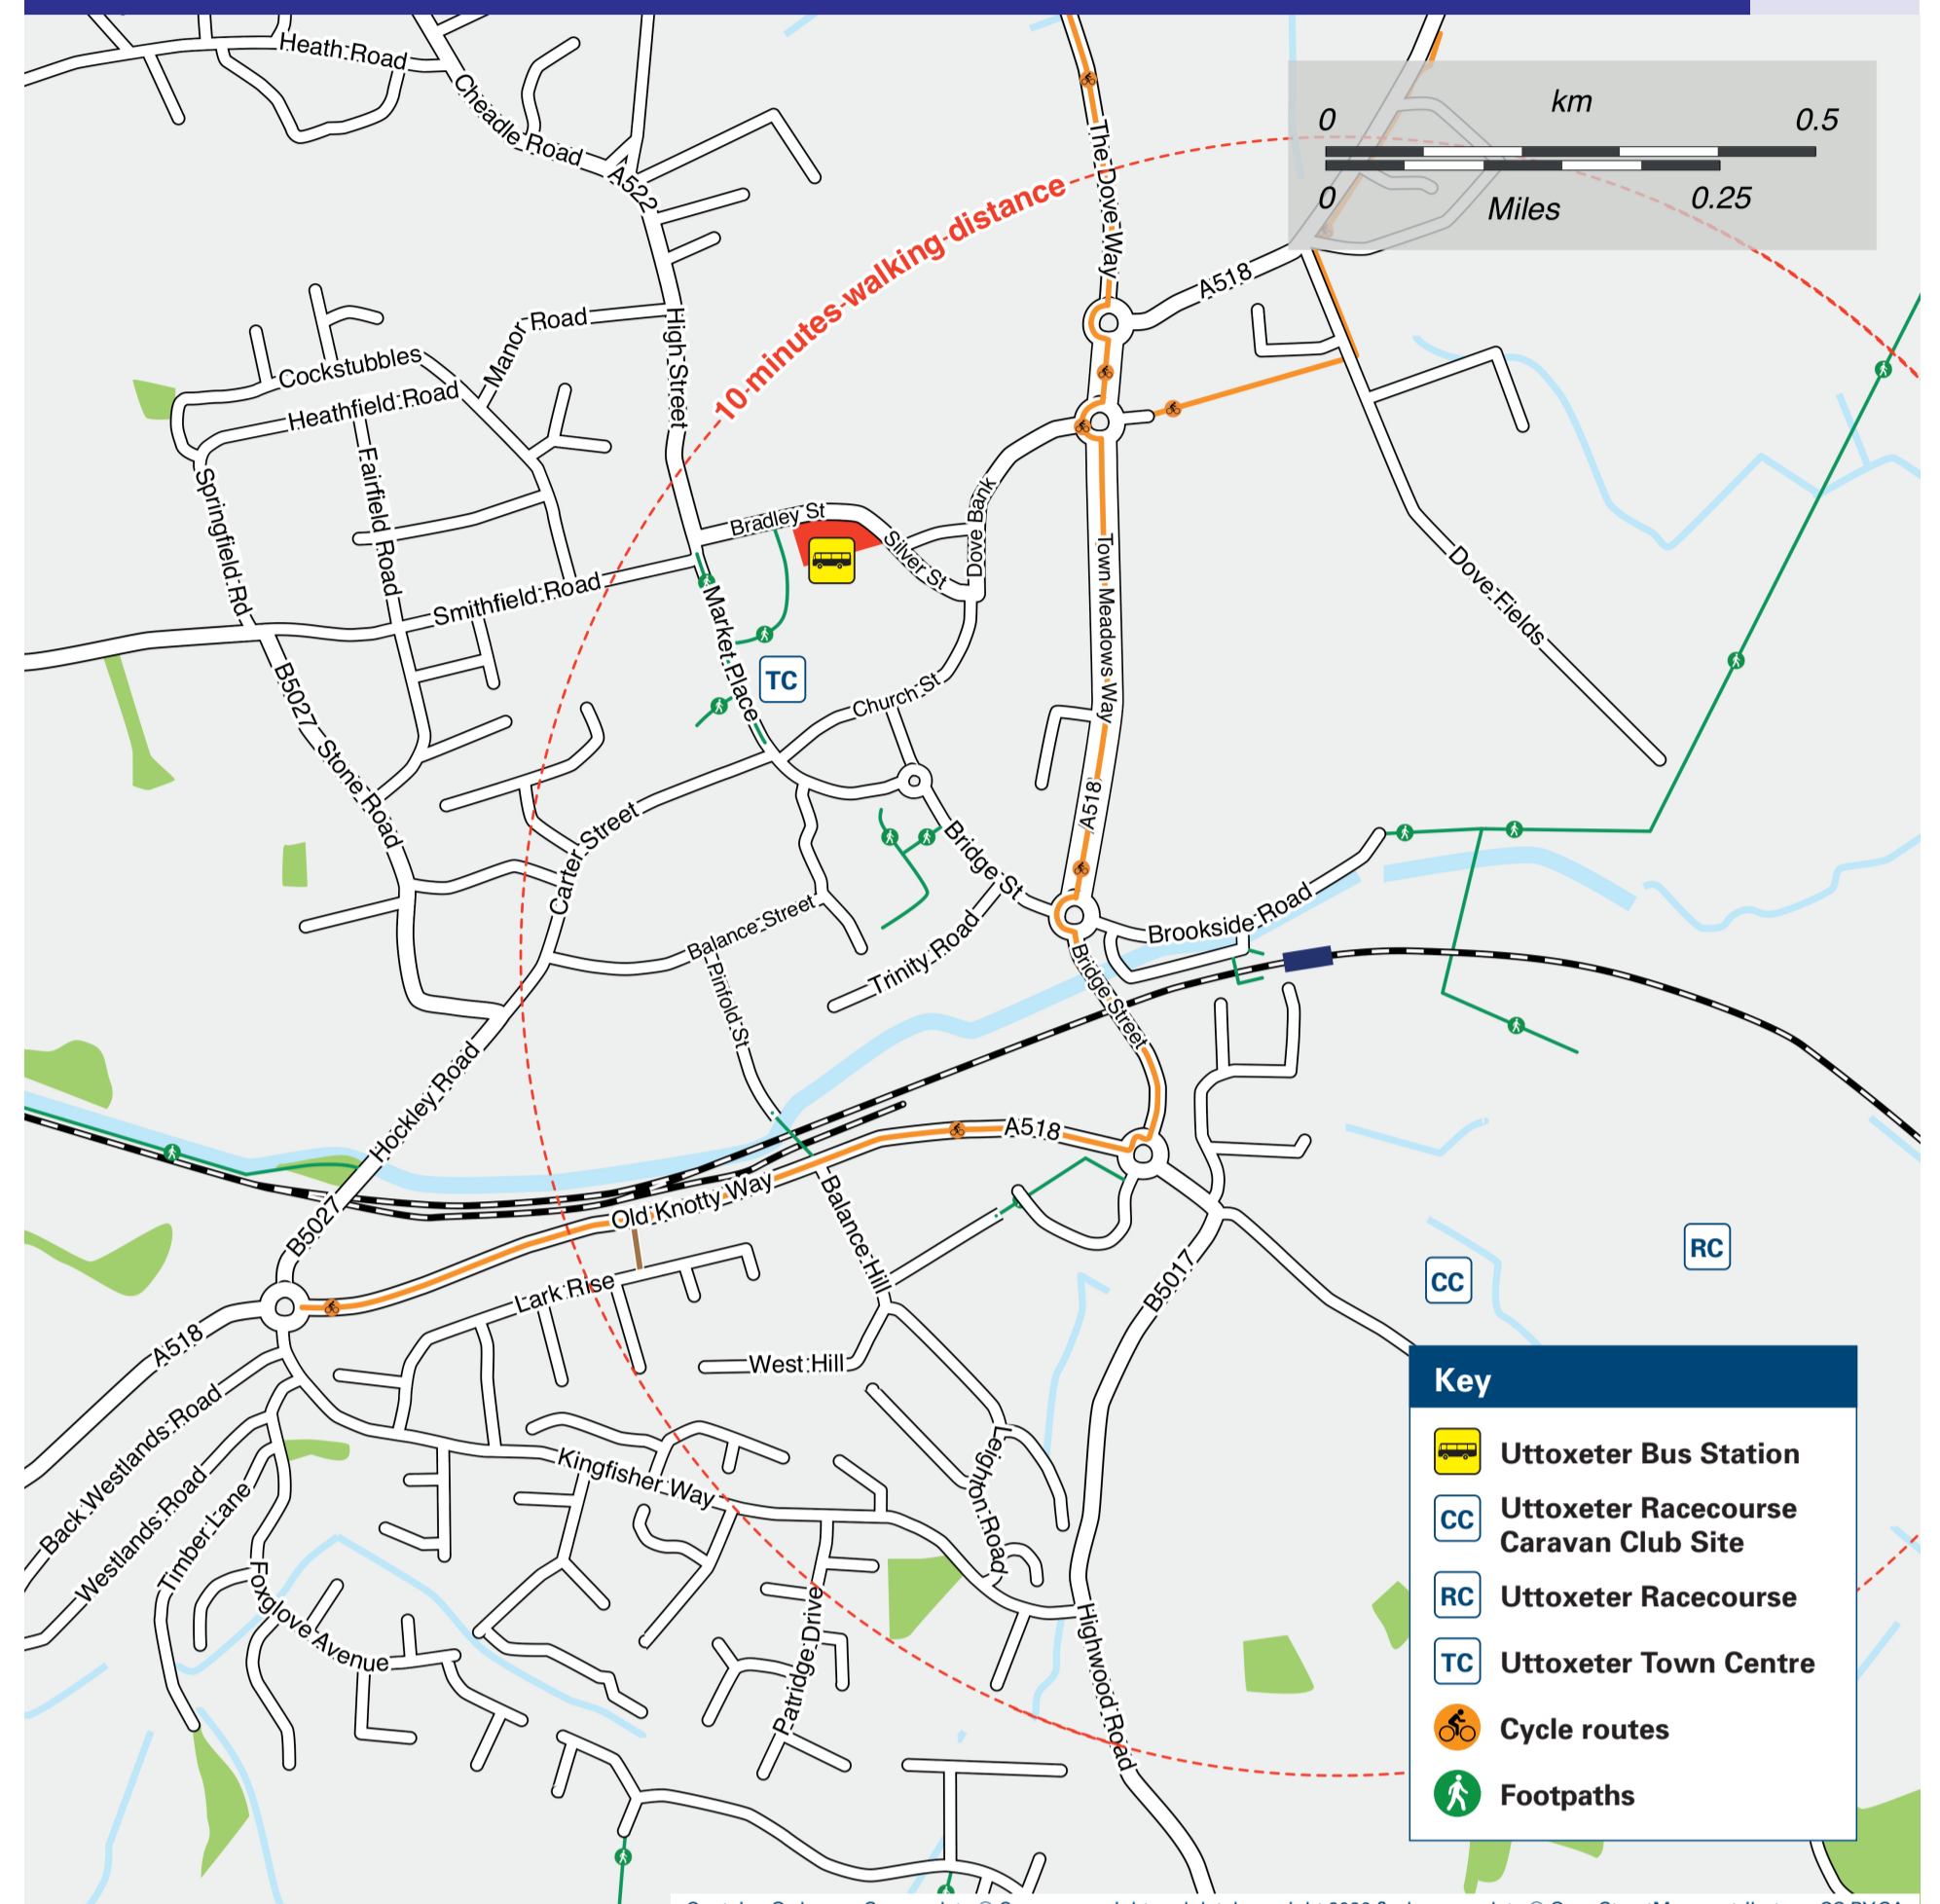 Heath Road
Cheadle Road
A522
km
0
0.5
0
Miles
0.25
The Dove Way
10 minutes walking distance
A518
Manor Road
High Street
Cockstubbles
Heathfield Road
Springfield Rd
Fairfield Road
Bradley St
Silver St
Dove Bank
Town Meadows Way
Dove Fields
Smithfield Road
Market Place
TC
Church St
B5027
Stone Road
Carter Street
A518
Bridge St
Balance Street
Trinity Road
Brookside Road
Pinfold St
Bridge Street
Hockley Road
A518
B5027
Old Knotty Way
Balance Hill
B5017
RC
CC
Lark Rise
A518
West Hill
Back Westlands Road
Westlands Road
Timber Lane
Kingfisher Way
Leighton Road
Foxglove Avenue
Patridge Drive
Highwood Road
Key
Uttoxeter Bus Station
CC
Uttoxeter Racecourse
Caravan Club Site
RC
Uttoxeter Racecourse
TC
Uttoxeter Town Centre
Cycle routes
Footpaths